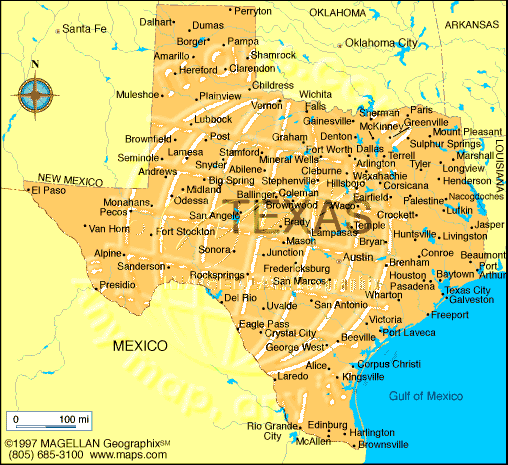 Perryton
OKLAHOMA
Dalhart
Dumas
ARKANSAS
Santa Fe
Borger
Pampa
Oklahoma City
Amarillo
Shamrock
N
Hereford
Clarendon
Childress
Muleshoe
Plainview
Vernon
Wichita
Falls
Sherman
Paris
Lubbock
Gainesville
Greenville
McKinney
Mount Pleasant
Brownfield
Post
Graham
Denton
Sulphur Springs
Lamesa
Stamford
Fort Worth
Dallas
Marshall
Seminole
Snyder
Mineral Wells
Arlington
Terrell
Tyler
Longview
Andrews
Abilene
Cleburne
Waxahachie
LOUISIANA
NEW MEXICO
Big Spring
Stephenville
Hillsboro
Corsicana
Henderson
El Paso
Midland
Ballinger
Coleman
Fairfield
Palestine
Nacogdoches
Monahans
Odessa
Brownwood
Waco
Pecos
San Angelo
TEXAS
Crockett
Lufkin
Van Horn
Fort Stockton
Brady
Lampasas
Temple
Jasper
Mason
Bryan
Huntsville
Livingston
Alpine
Sonora
Junction
Austin
Conroe
Beaumont
Sanderson
Fredericksburg
Brenham
Port
Arthur
Rocksprings
San Marcos
Houston
Baytown
Presidio
Pasadena
Texas City
Del Rio
Uvalde
San Antonio
Wharton
Galveston
Freeport
Eagle Pass
Victoria
Crystal City
Port Lavaca
MEXICO
George West
Beeville
Alice
Corpus Christi
Laredo
Kingsville
Gulf of Mexico
0 100 mi
Rio Grande
City
Edinburg
Harlington
McAllen
Brownsville
©1997 MAGELLAN Geographix℠
(805) 685-3100 www.maps.com